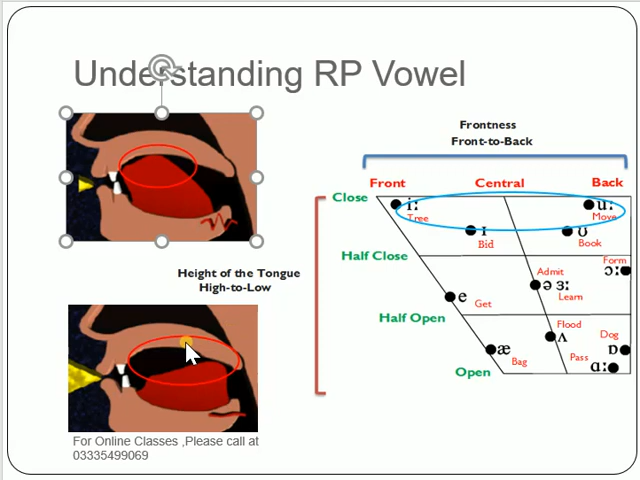 Understanding RP Vowel
Frontness
Front-to-Back
Front Central Back
Close
i: u:
Tree Move
ɪ ʊ
Bid Book
Half Close
Form
ɔː
Admit
ə ɜː
Learn
Height of the Tongue
High-to-Low
e
Get
Half Open
Flood
ʌ
Dog
ɒ
æ
Bag
Pass
ɑː
Open
For Online Classes ,Please call at
03335499069